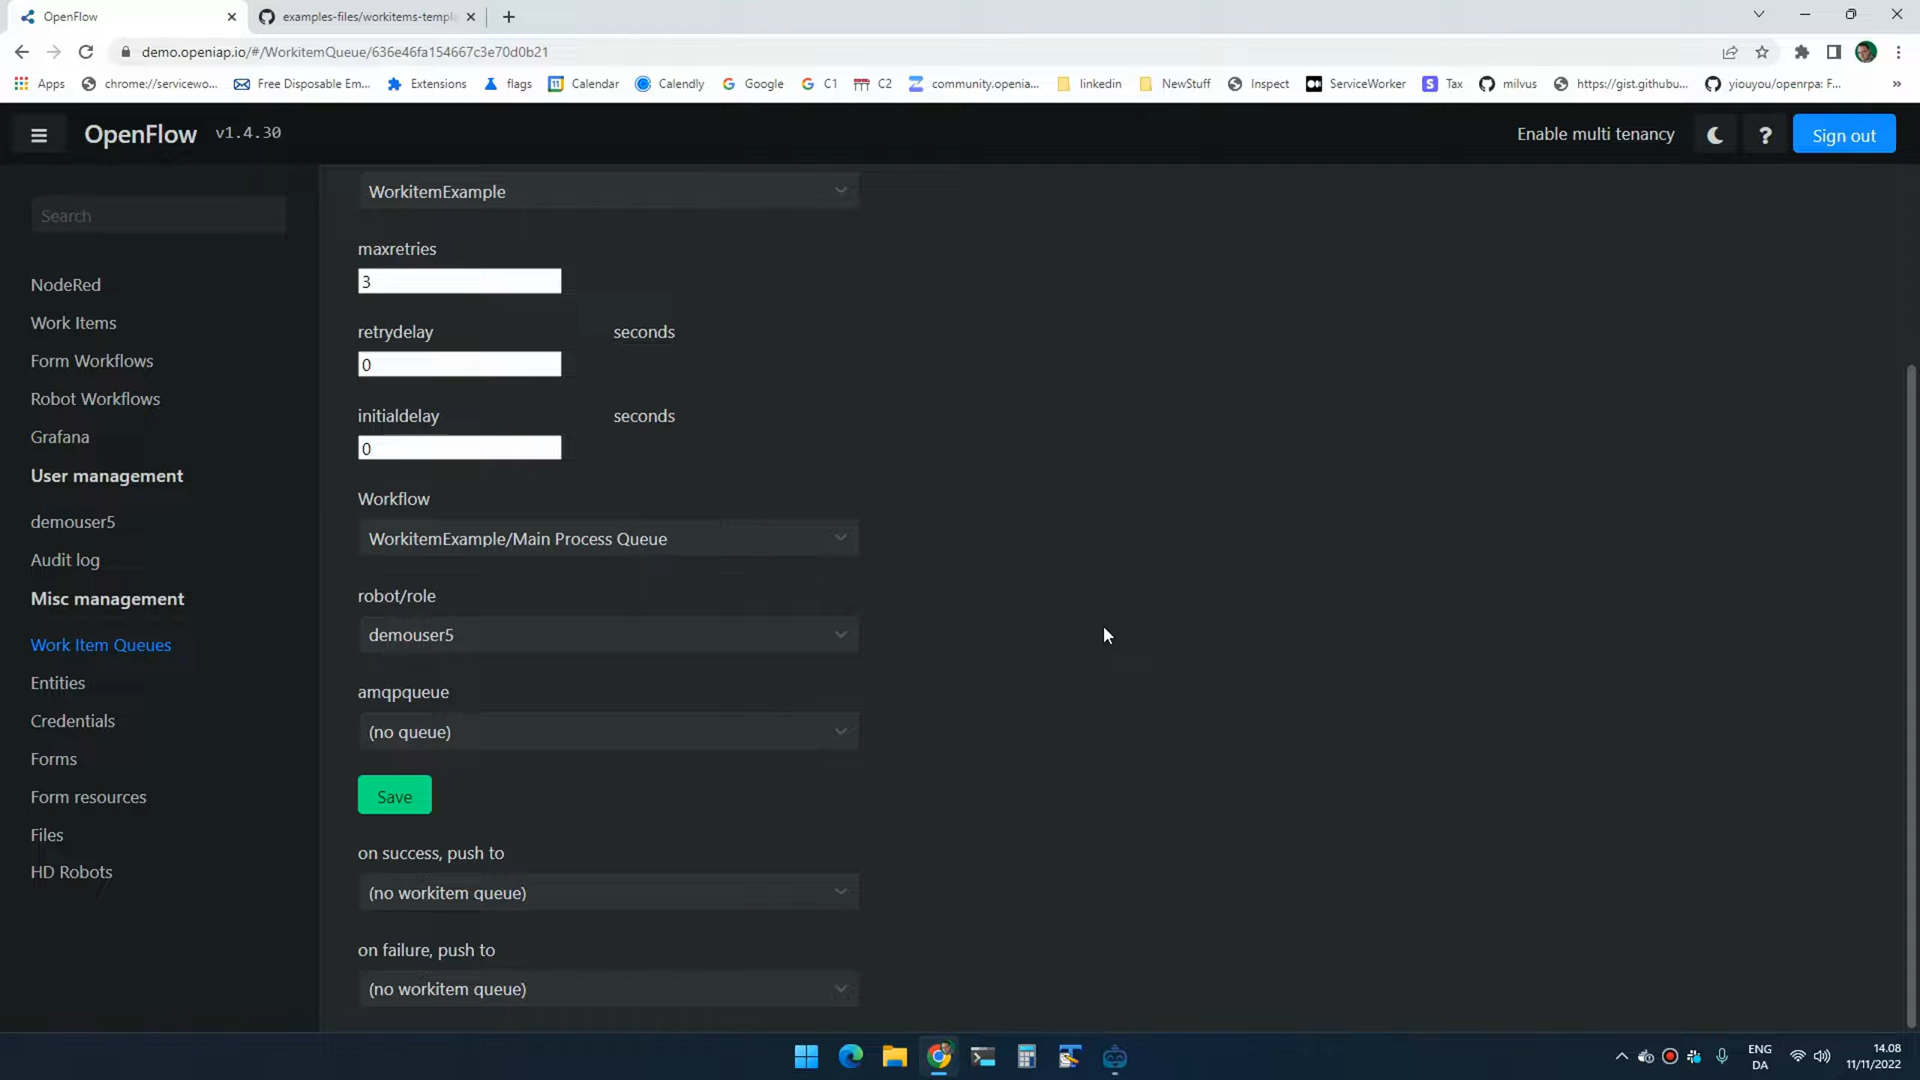 OpenFlow
examples-files/workitems-templ
demo.openiap.io/#/WorkitemQueue/636e46fa154667c3e70d0b21
Apps
chrome://servicewo...
Free Disposable Em...
Extensions
flags
Calendar
Calendly
Google
C1
C2
community.openia...
linkedin
NewStuff
Inspect
ServiceWorker
Tax
milvus
https://gist.githubu...
yiouyou/openrpa: F...
»
OpenFlow v1.4.30
Enable multi tenancy
?
Sign out
Search
NodeRed
Work Items
Form Workflows
Robot Workflows
Grafana
User management
demouser5
Audit log
Misc management
Work Item Queues
Entities
Credentials
Forms
Form resources
Files
HD Robots
WorkitemExample
maxretries
3
retrydelay seconds
0
initialdelay seconds
0
Workflow
WorkitemExample/Main Process Queue
robot/role
demouser5
amqpqueue
(no queue)
Save
on success, push to
(no workitem queue)
on failure, push to
(no workitem queue)
ENG
DA
14.08
11/11/2022